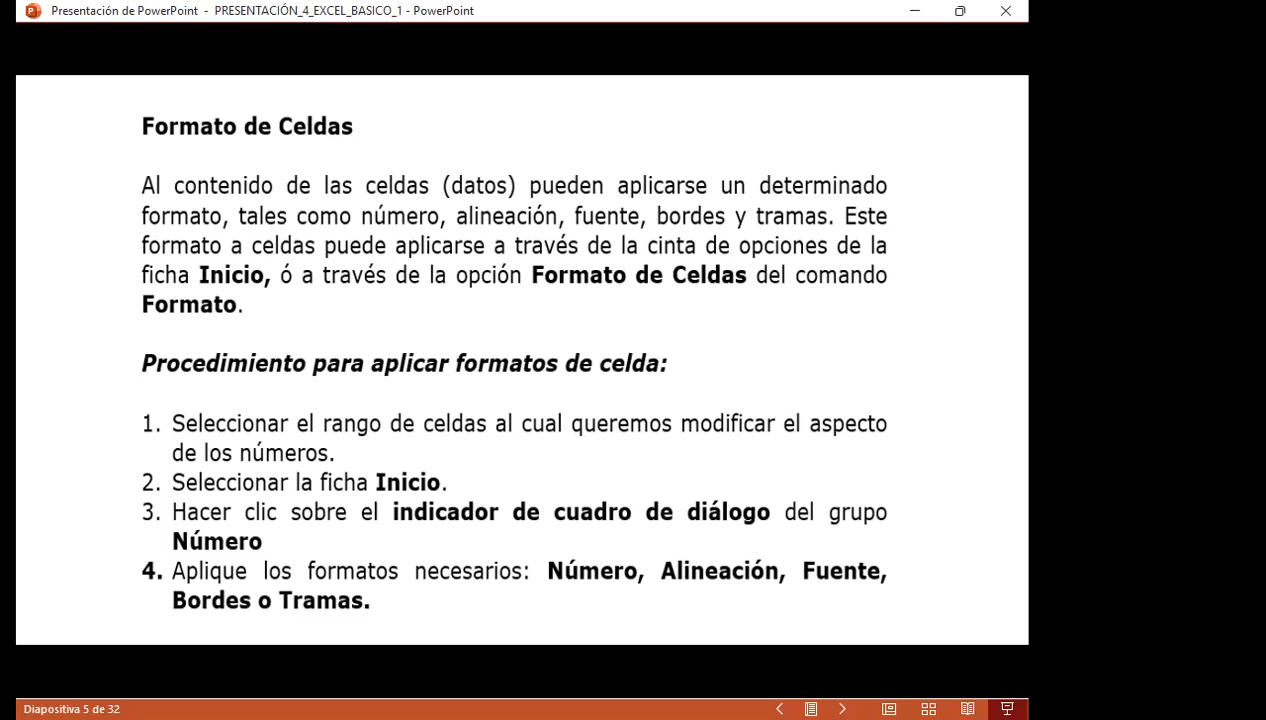 Presentación de PowerPoint - PRESENTACIÓN_4_EXCEL_BASICO_1 - PowerPoint
Formato de Celdas
Al contenido de las celdas (datos) pueden aplicarse un determinado
formato, tales como número, alineación, fuente, bordes y tramas. Este
formato a celdas puede aplicarse a través de la cinta de opciones de la
ficha Inicio, ó a través de la opción Formato de Celdas del comando
Formato.
Procedimiento para aplicar formatos de celda:
1. Seleccionar el rango de celdas al cual queremos modificar el aspecto
de los números.
2. Seleccionar la ficha Inicio.
3. Hacer clic sobre el indicador de cuadro de diálogo del grupo
Número
4. Aplique los formatos necesarios: Número, Alineación, Fuente,
Bordes o Tramas.
Diapositiva 5 de 32